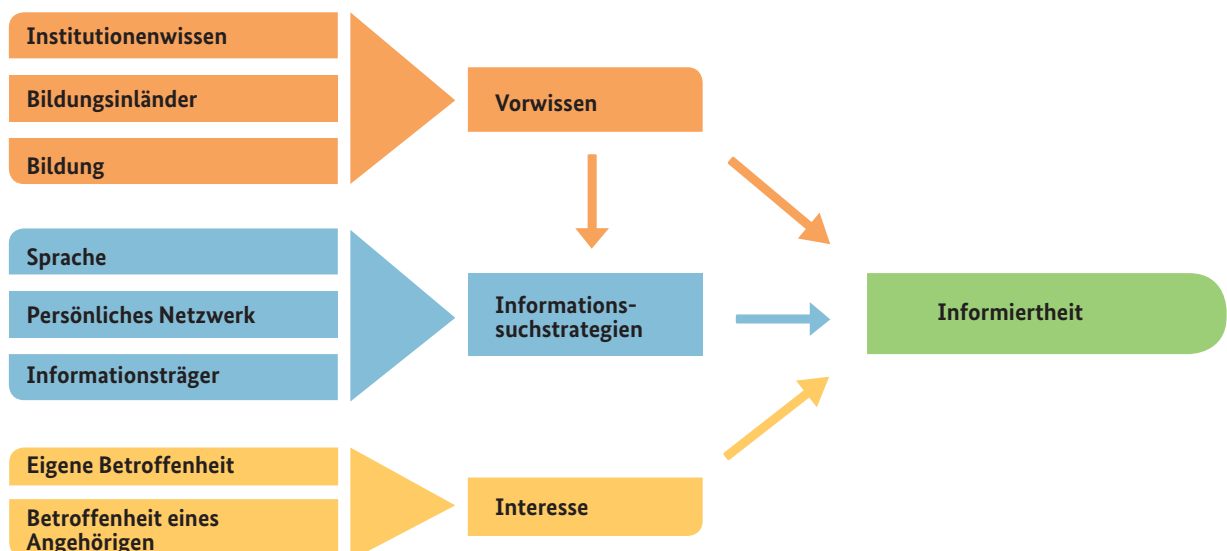 Institutionenwissen
Bildungsinländer
Bildung
Vorwissen
Sprache
Persönliches Netzwerk
Informationsträger
Informations-
suchstrategien
Informiertheit
Eigene Betroffenheit
Betroffenheit eines
Angehörigen
Interesse